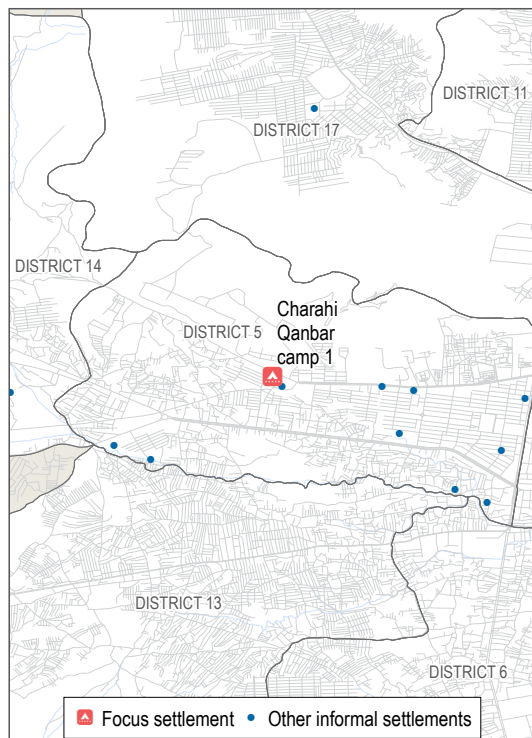 DISTRICT 11
DISTRICT 17
DISTRICT 14
Charahi
Qanbar
camp 1
DISTRICT 5
DISTRICT 13
DISTRICT 6
Focus settlement
Other informal settlements